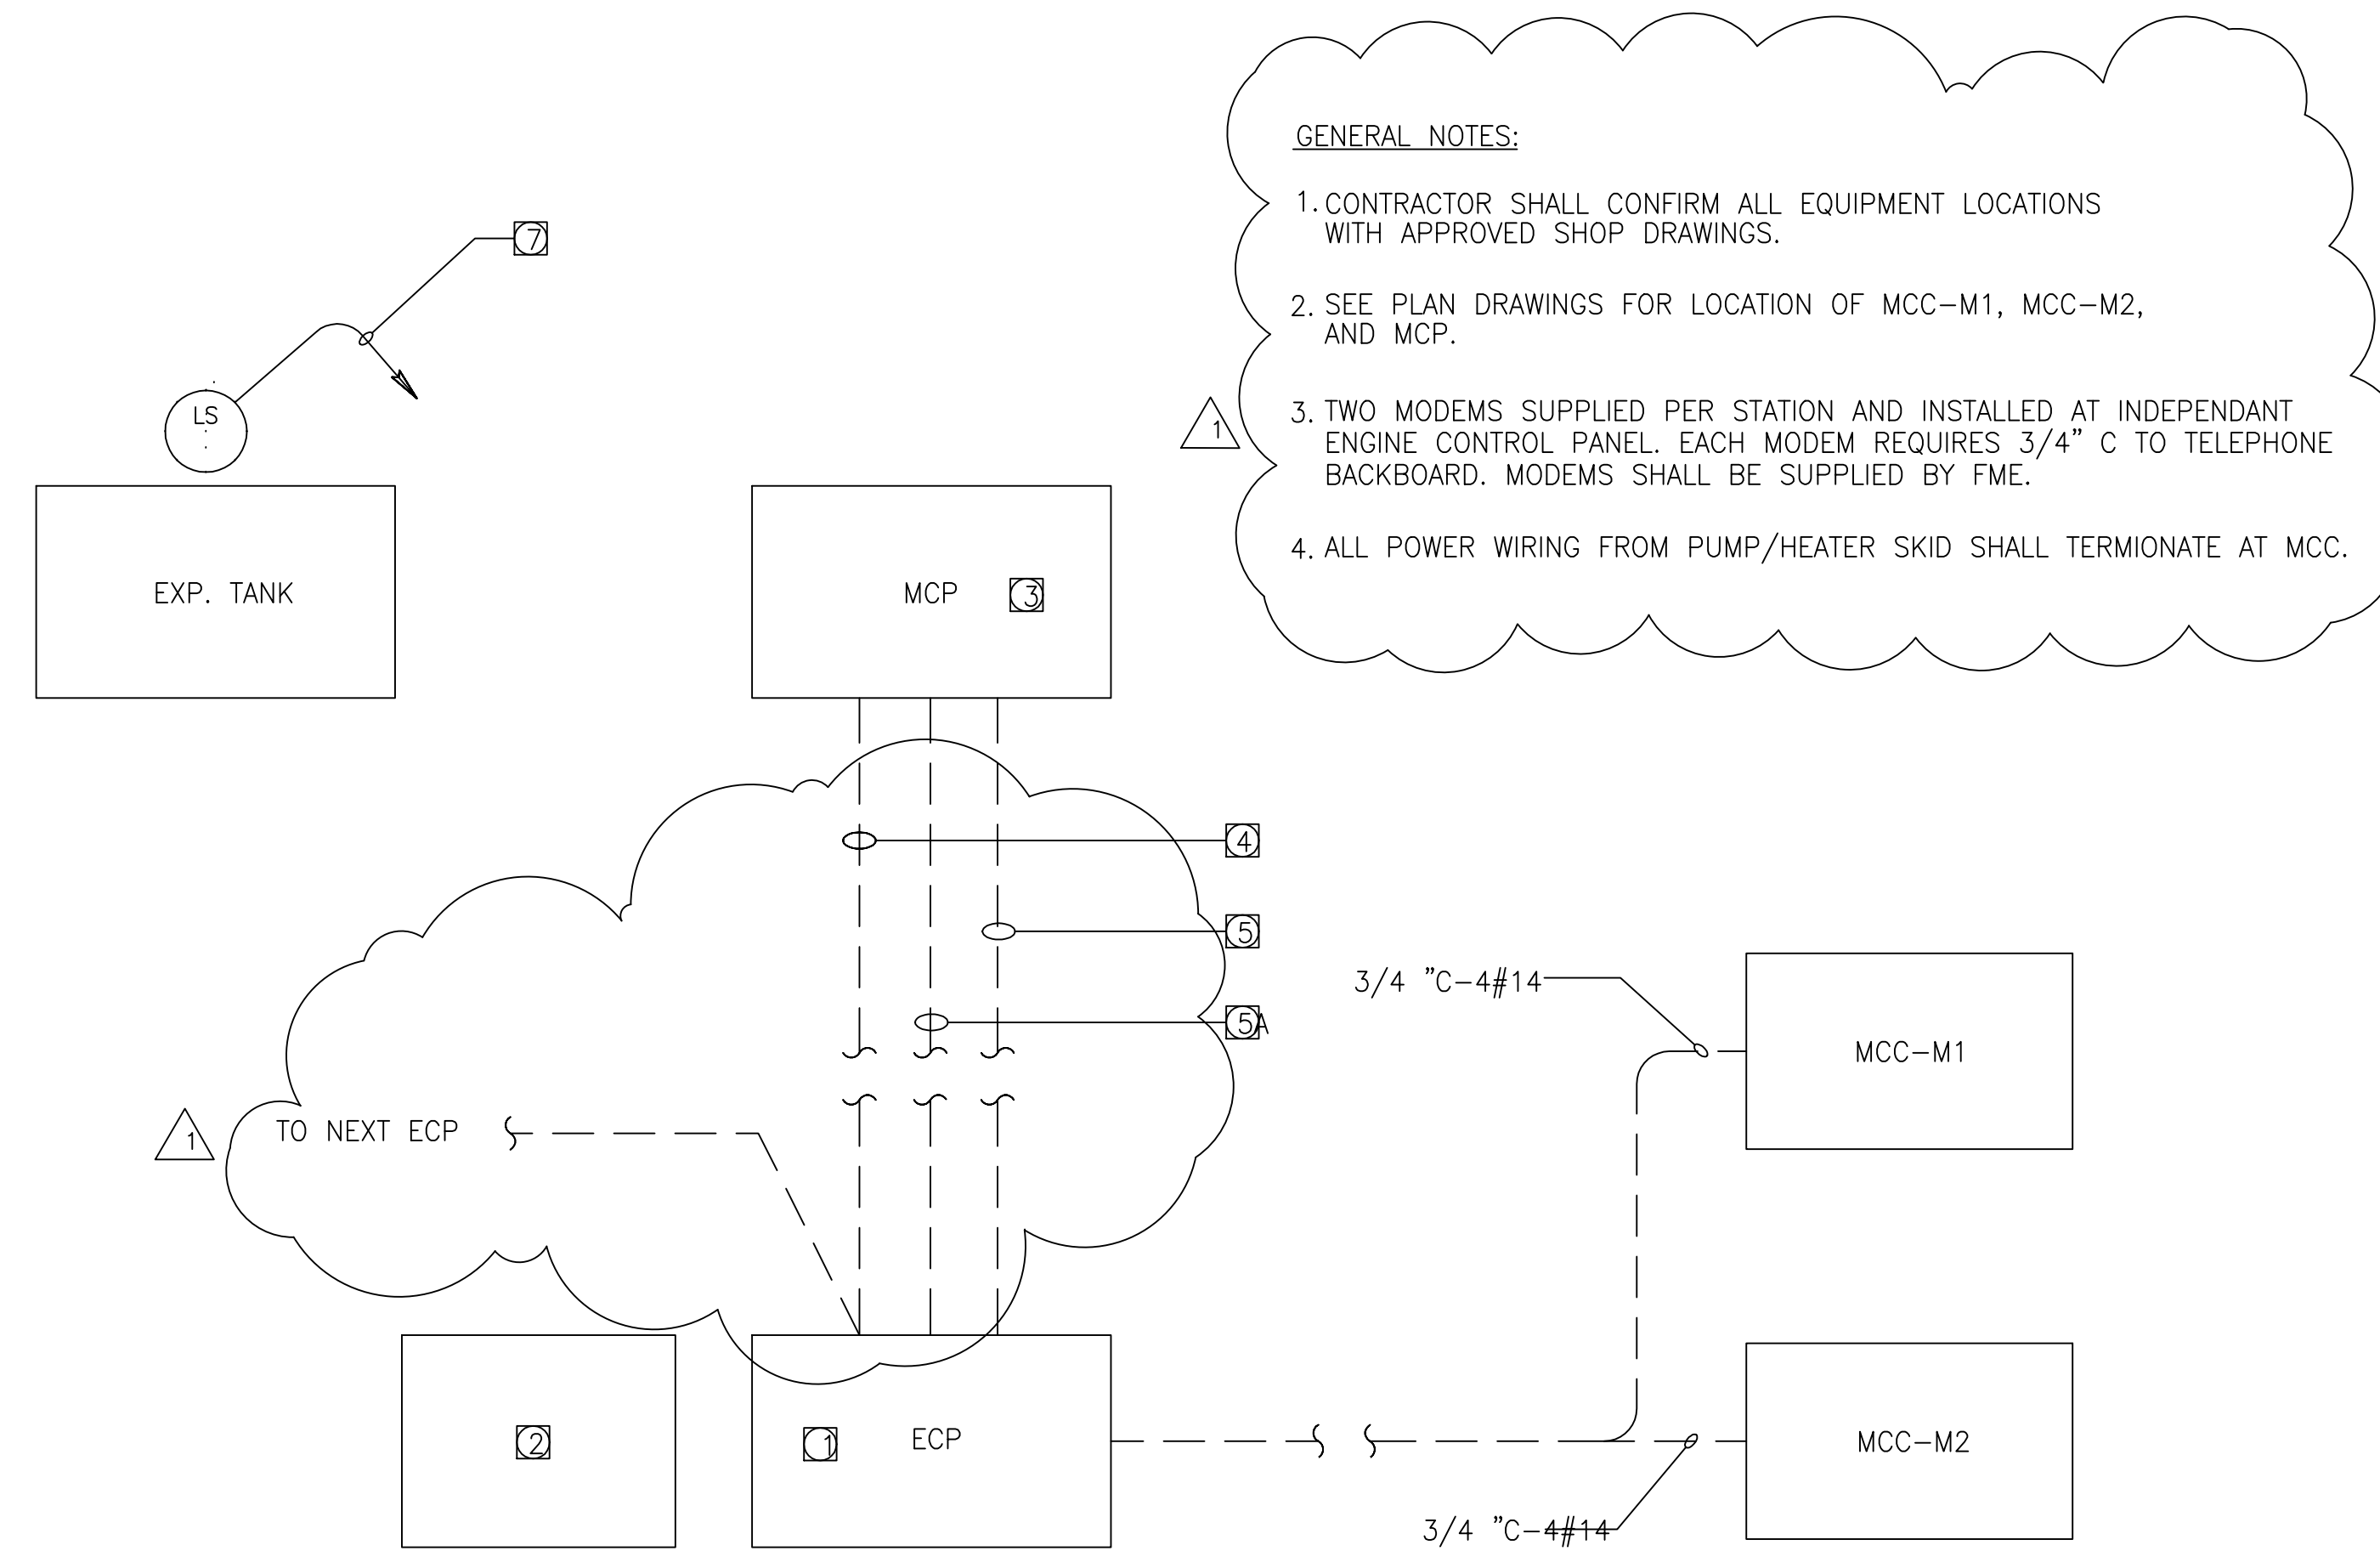 GENERAL NOTES:
1. CONTRACTOR SHALL CONFIRM ALL EQUIPMENT LOCATIONS
WITH APPROVED SHOP DRAWINGS.
2. SEE PLAN DRAWINGS FOR LOCATION OF MCC-M1, MCC-M2,
AND MCP.
3. TWO MODEMS SUPPLIED PER STATION AND INSTALLED AT INDEPENDANT
ENGINE CONTROL PANEL. EACH MODEM REQUIRES 3/4" C TO TELEPHONE
BACKBOARD. MODEMS SHALL BE SUPPLIED BY FME.
4. ALL POWER WIRING FROM PUMP/HEATER SKID SHALL TERMIONATE AT MCC.
1
7
LS
EXP. TANK
MCP
3
4
5
5A
3/4 "C-4#14
MCC-M1
1
TO NEXT ECP
2
1
ECP
MCC-M2
3/4 "C-4#14